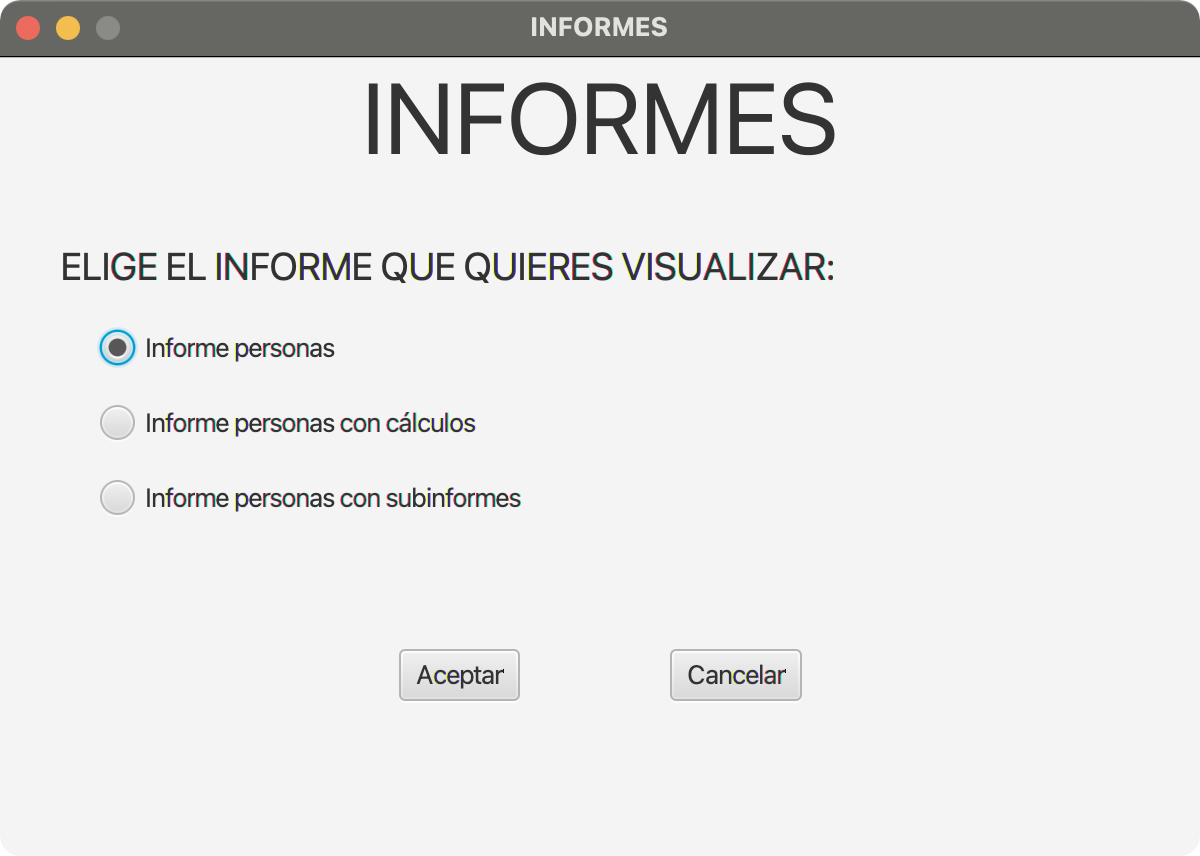 INFORMES
INFORMES
ELIGE EL INFORME QUE QUIERES VISUALIZAR:
Informe personas
Informe personas con cálculos
Informe personas con subinformes
Aceptar
Cancelar